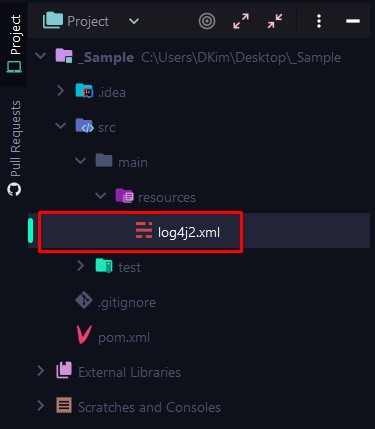 Project
Pull Requests
Project
_Sample C:\Users\DKim\Desktop\_Sample
.idea
src
main
resources
log4j2.xml
test
.gitignore
pom.xml
External Libraries
Scratches and Consoles